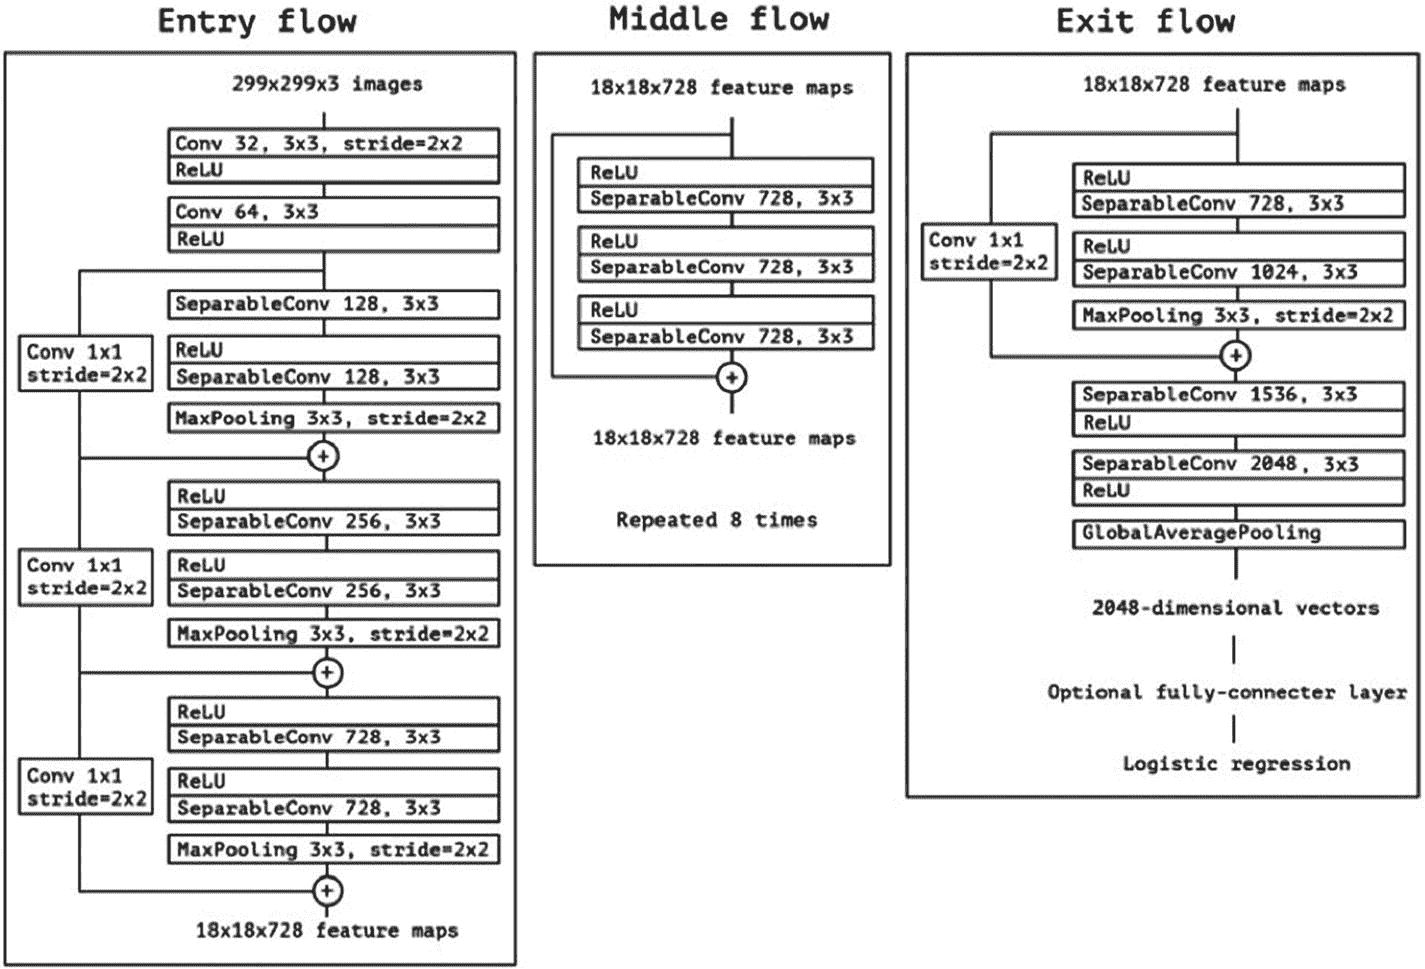 Entry flow
299x299x3 images
Conv 32, 3x3, stride=2x2
ReLU
Conv 64, 3x3
ReLU
SeparableConv 128, 3x3
Conv 1x1
stride=2x2
ReLU
SeparableConv 128, 3x3
MaxPooling 3x3, stride=2x2
+
ReLU
SeparableConv 256, 3x3
Conv 1x1
stride=2x2
ReLU
SeparableConv 256, 3x3
MaxPooling 3x3, stride=2x2
+
ReLU
SeparableConv 728, 3x3
Conv 1x1
stride=2x2
ReLU
SeparableConv 728, 3x3
MaxPooling 3x3, stride=2x2
+
18x18x728 feature maps
Middle flow
18x18x728 feature maps
ReLU
SeparableConv 728, 3x3
ReLU
SeparableConv 728, 3x3
ReLU
SeparableConv 728, 3x3
+
18x18x728 feature maps
Repeated 8 times
Exit flow
18x18x728 feature maps
ReLU
SeparableConv 728, 3x3
Conv 1x1
stride=2x2
ReLU
SeparableConv 1024, 3x3
MaxPooling 3x3, stride=2x2
+
SeparableConv 1536, 3x3
ReLU
SeparableConv 2048, 3x3
ReLU
GlobalAveragePooling
2048-dimensional vectors
Optional fully-connecter layer
Logistic regression